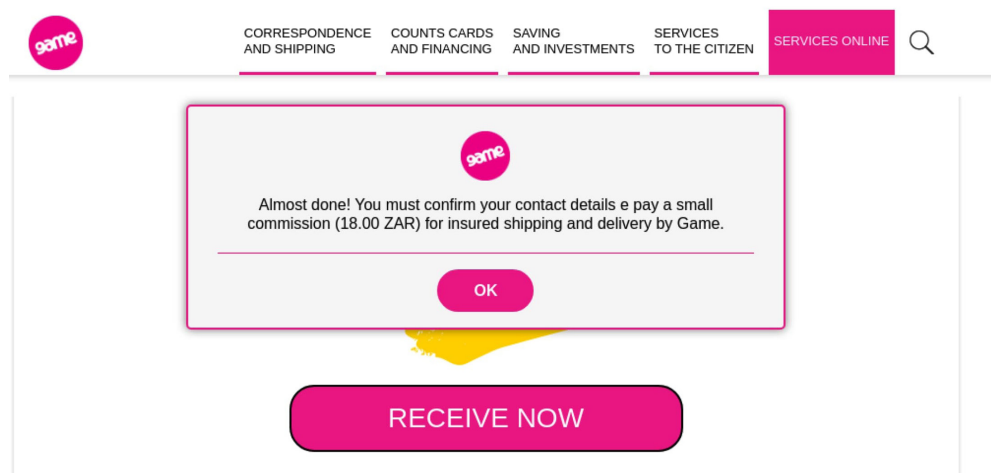 game
CORRESPONDENCE
AND SHIPPING
COUNTS CARDS
AND FINANCING
SAVING
AND INVESTMENTS
SERVICES
TO THE CITIZEN
SERVICES ONLINE
game
Almost done! You must confirm your contact details e pay a small
commission (18.00 ZAR) for insured shipping and delivery by Game.
OK
RECEIVE NOW